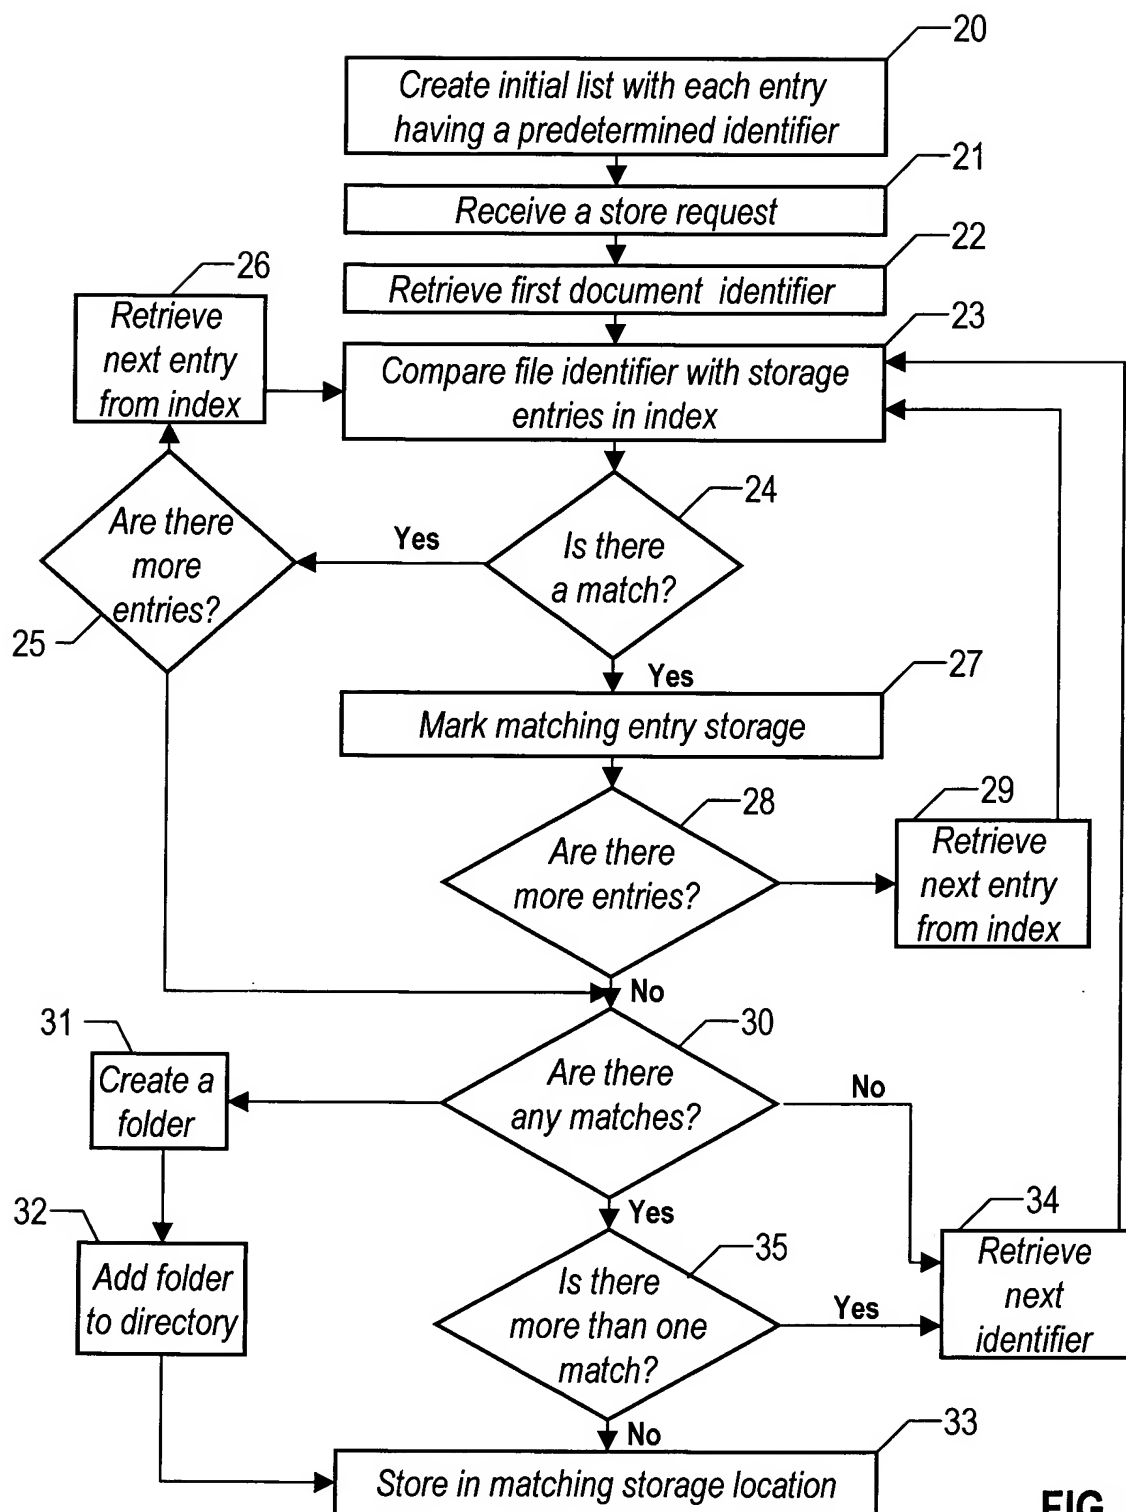 20
Create initial list with each entry
having a predetermined identifier
21
Receive a store request
22
Retrieve first document identifier
23
Compare file identifier with storage
entries in index
26
Retrieve
next entry
from index
24
Is there
a match?
Yes
Are there
more
entries?
25
Yes
27
Mark matching entry storage
28
Are there
more entries?
29
Retrieve
next entry
from index
No
30
Are there
any matches?
31
Create a
folder
No
Yes
32
Add folder
to directory
34
Retrieve
next
identifier
35
Is there
more than one
match?
Yes
No
33
Store in matching storage location
FIG